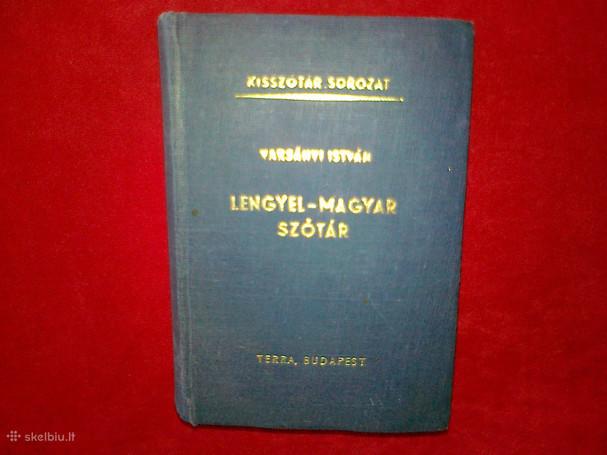 KISSZÓTÁR SOROZAT
VARSÁNYI ISTVÁN
LENGYEL-MAGYAR
SZÓTÁR
TERRA, BUDAPEST
skelbiu.lt